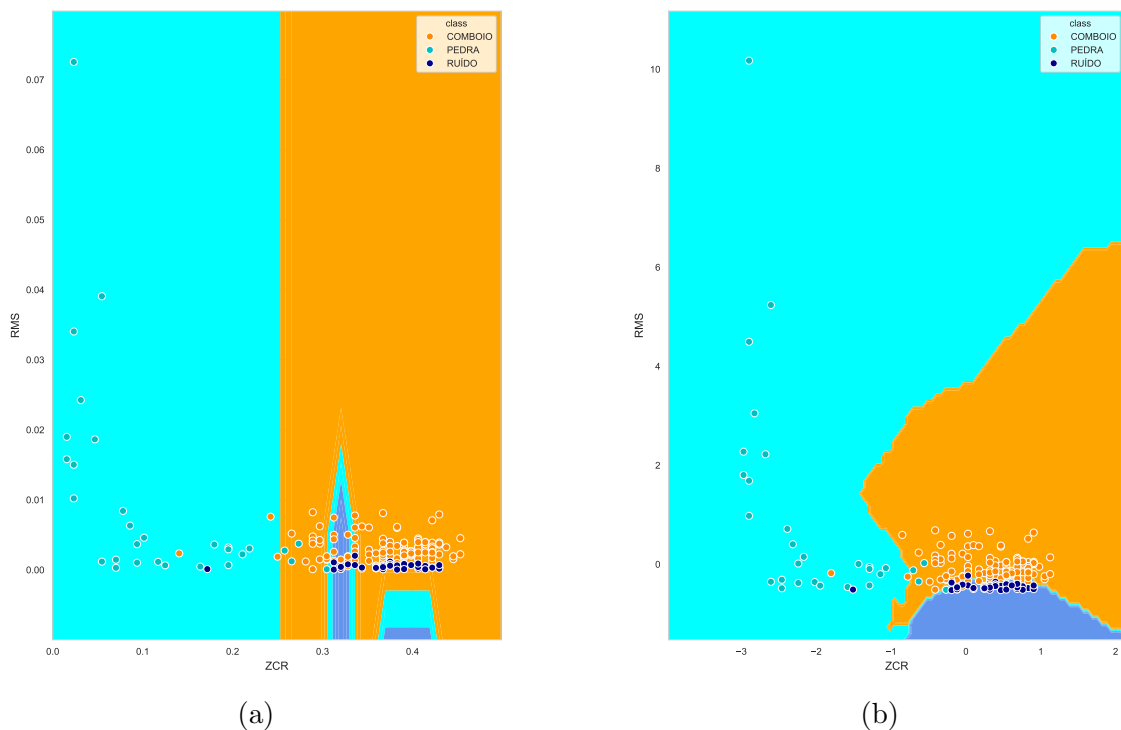 class
COMBOIO
PEDRA
RUÍDO
0.07
0.06
0.05
0.04
0.03
0.02
0.01
0.00
RMS
0.0 0.1 0.2 0.3 0.4
ZCR
(a)
class
COMBOIO
PEDRA
RUÍDO
10
8
6
4
2
0
RMS
−3 −2 −1 0 1 2
ZCR
(b)